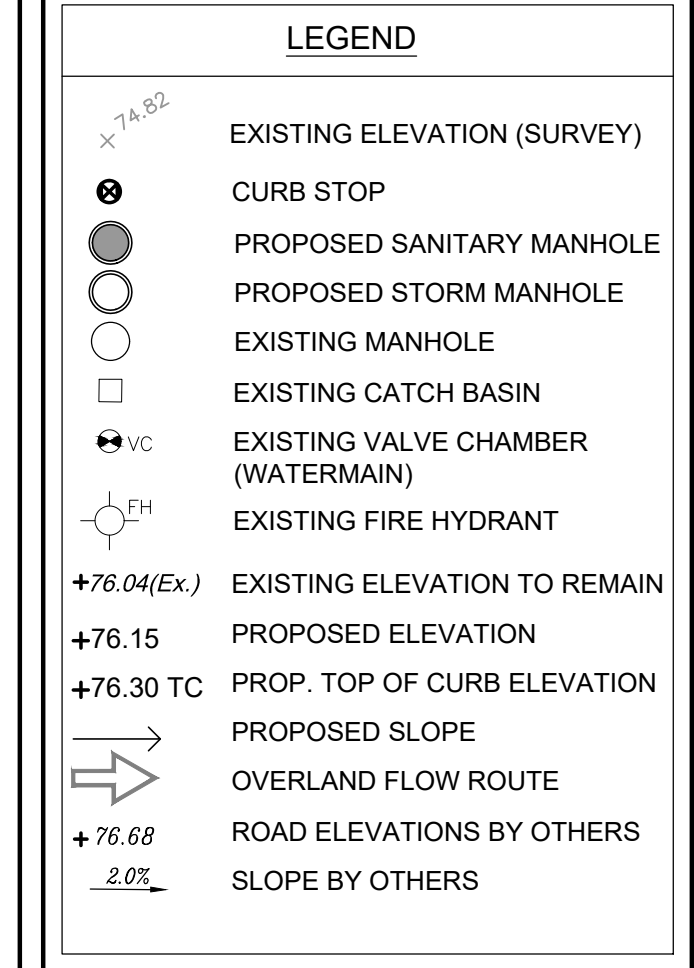 LEGEND
74.82 EXISTING ELEVATION (SURVEY)
CURB STOP
PROPOSED SANITARY MANHOLE
PROPOSED STORM MANHOLE
EXISTING MANHOLE
EXISTING CATCH BASIN
VC EXISTING VALVE CHAMBER
(WATERMAIN)
FH EXISTING FIRE HYDRANT
+76.04(Ex.) EXISTING ELEVATION TO REMAIN
+76.15 PROPOSED ELEVATION
+76.30 TC PROP. TOP OF CURB ELEVATION
PROPOSED SLOPE
OVERLAND FLOW ROUTE
+ 76.68 ROAD ELEVATIONS BY OTHERS
2.0% SLOPE BY OTHERS